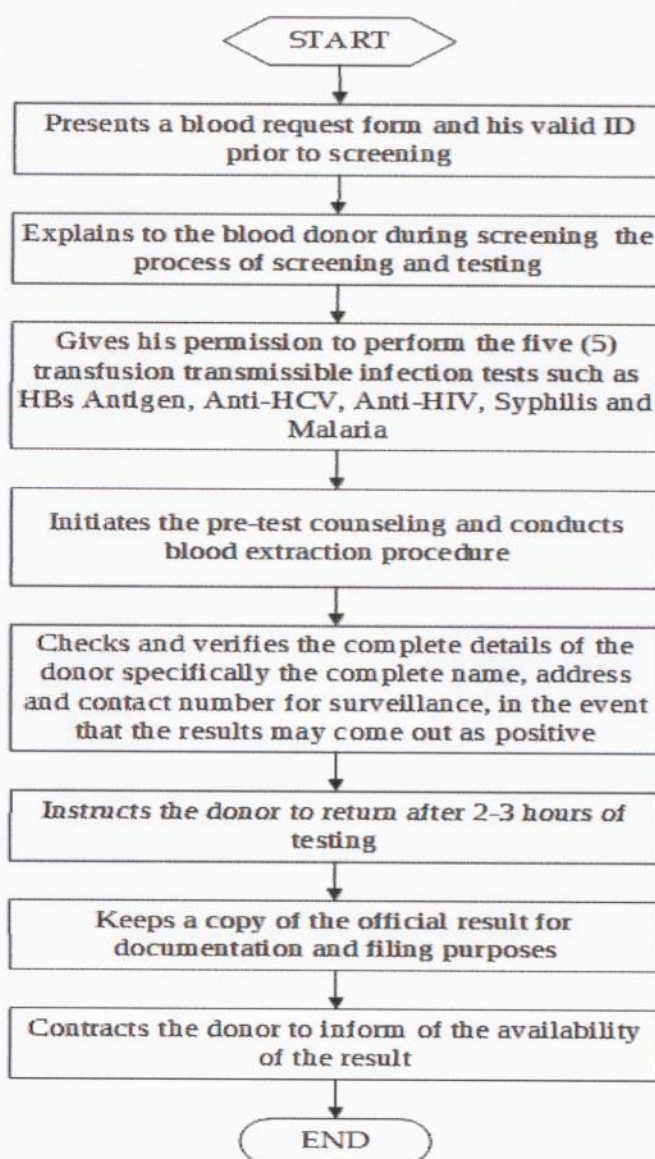 START
Presents a blood request form and his valid ID
prior to screening
Explains to the blood donor during screening the
process of screening and testing
Gives his permission to perform the five (5)
transfusion transmissible infection tests such as
HBs Antigen, Anti-HCV, Anti-HIV, Syphilis and
Malaria
Initiates the pre-test counseling and conducts
blood extraction procedure
Checks and verifies the complete details of the
donor specifically the complete name, address
and contact number for surveillance, in the event
that the results may come out as positive
Instructs the donor to return after 2-3 hours of
testing
Keeps a copy of the official result for
documentation and filing purposes
Contracts the donor to inform of the availability
of the result
END